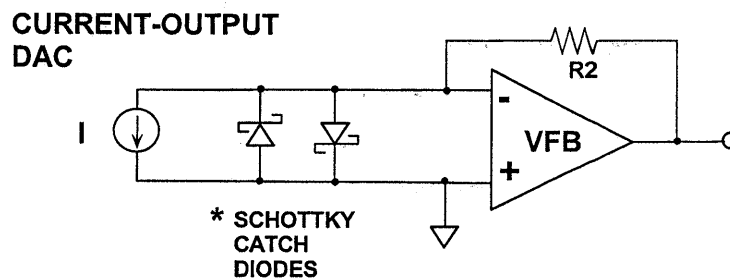 CURRENT-OUTPUT
DAC
R2
I
-
VFB
+
* SCHOTTKY
CATCH
DIODES